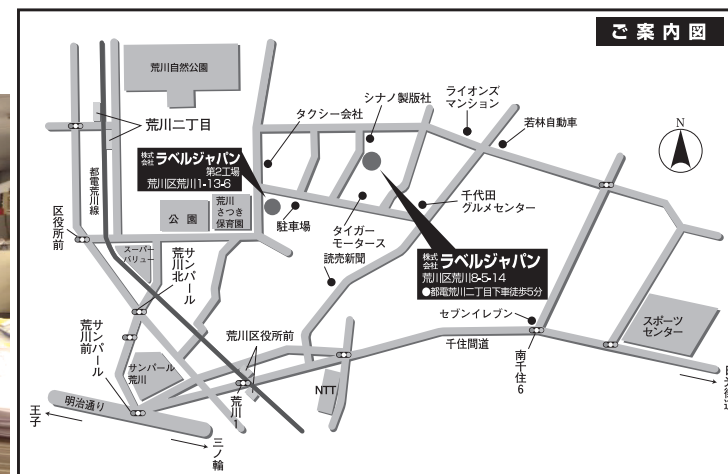 ご案内図
荒川自然公園
荒川二丁目
都電荒川線
区役所前
株式会社 ラベルジャパン
第2工場
荒川区荒川1-13-6
タクシー会社
シナノ製版社
ライオンズ
マンション
若林自動車
N
公園
荒川
さつき
保育園
駐車場
タイガー
モータース
千代田
グルメセンター
読売新聞
株式会社 ラベルジャパン
荒川区荒川8-5-14
●都電荒川二丁目下車徒歩5分
スーパー
バリュー
サンパール
荒川北
サンパール
荒川前
サンパール
荒川
荒川区役所前
セブンイレブン
千住間道
南千住6
スポーツ
センター
NTT
荒川1
明治通り
王子
三ノ輪